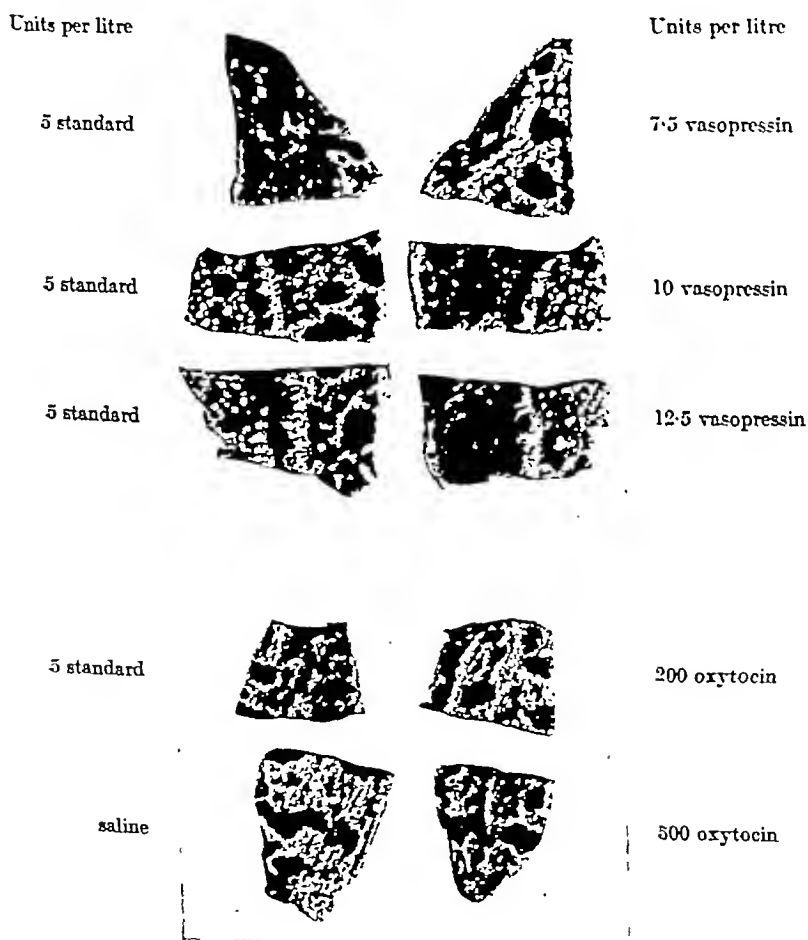 Units per litre Units per litre
5 standard 7·5 vasopressin
5 standard 10 vasopressin
5 standard 12·5 vasopressin
5 standard 200 oxytocin
saline 500 oxytocin